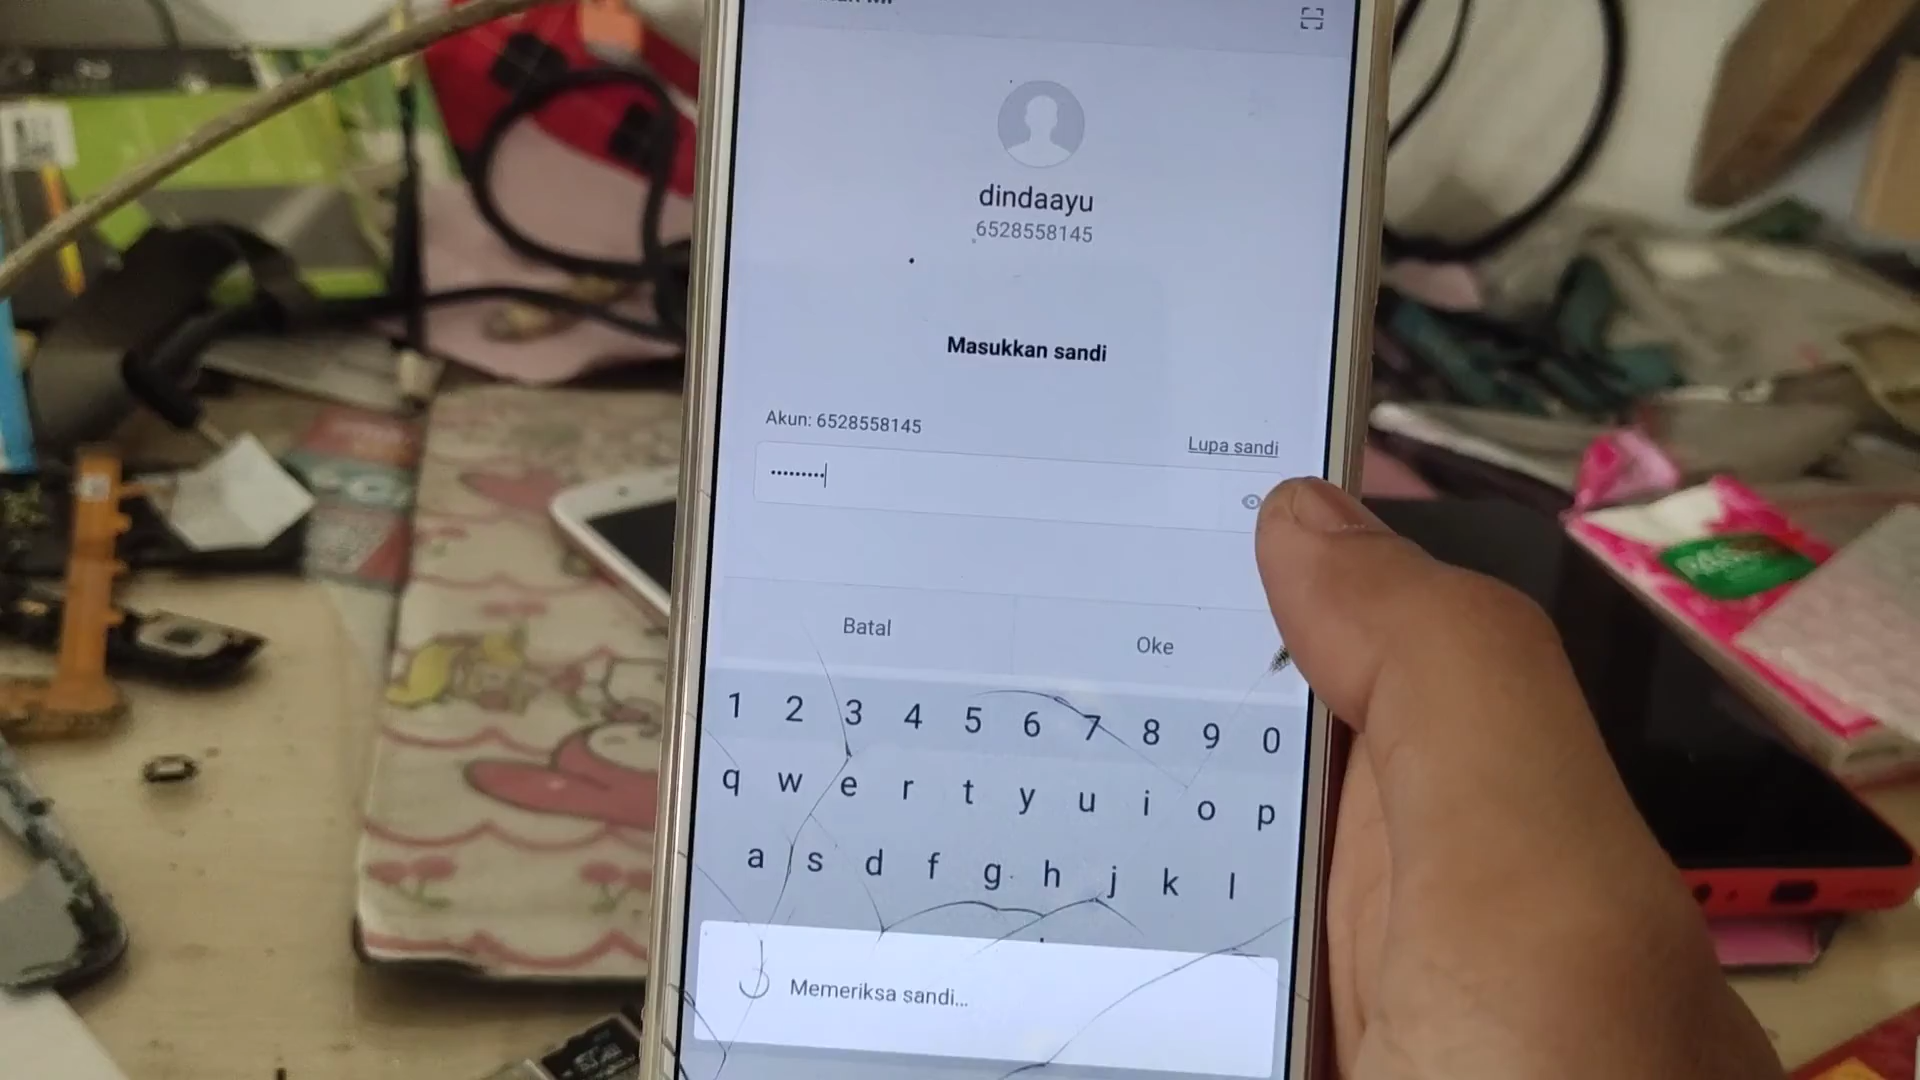 dindaayu
6528558145
Masukkan sandi
Akun: 6528558145
Lupa sandi
Batal
Oke
1 2 3 4 5 6 7 8 9 0
q w e r t y u i o p
a s d f g h j k l
Memeriksa sandi...